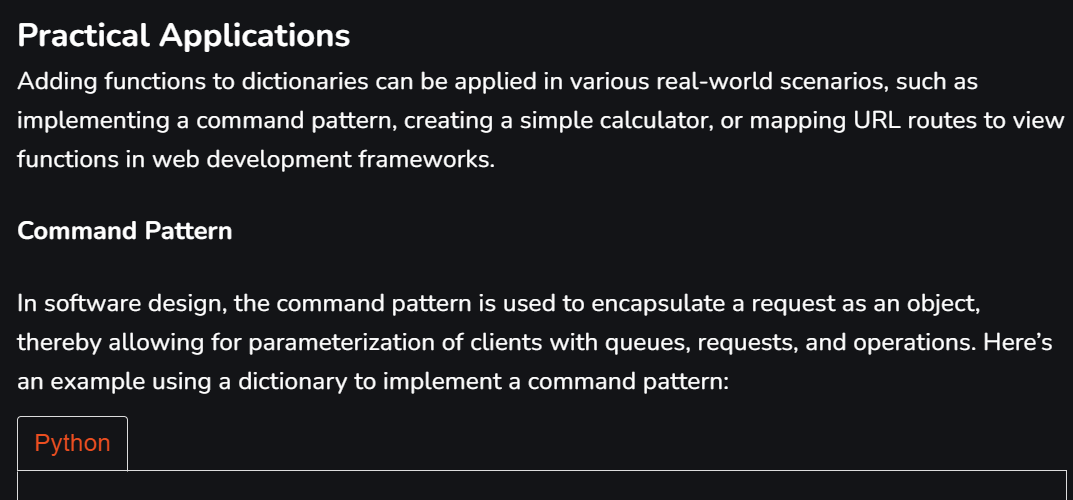 Practical Applications
Adding functions to dictionaries can be applied in various real-world scenarios, such as
implementing a command pattern, creating a simple calculator, or mapping URL routes to view
functions in web development frameworks.
Command Pattern
In software design, the command pattern is used to encapsulate a request as an object,
thereby allowing for parameterization of clients with queues, requests, and operations. Here’s
an example using a dictionary to implement a command pattern:
Python